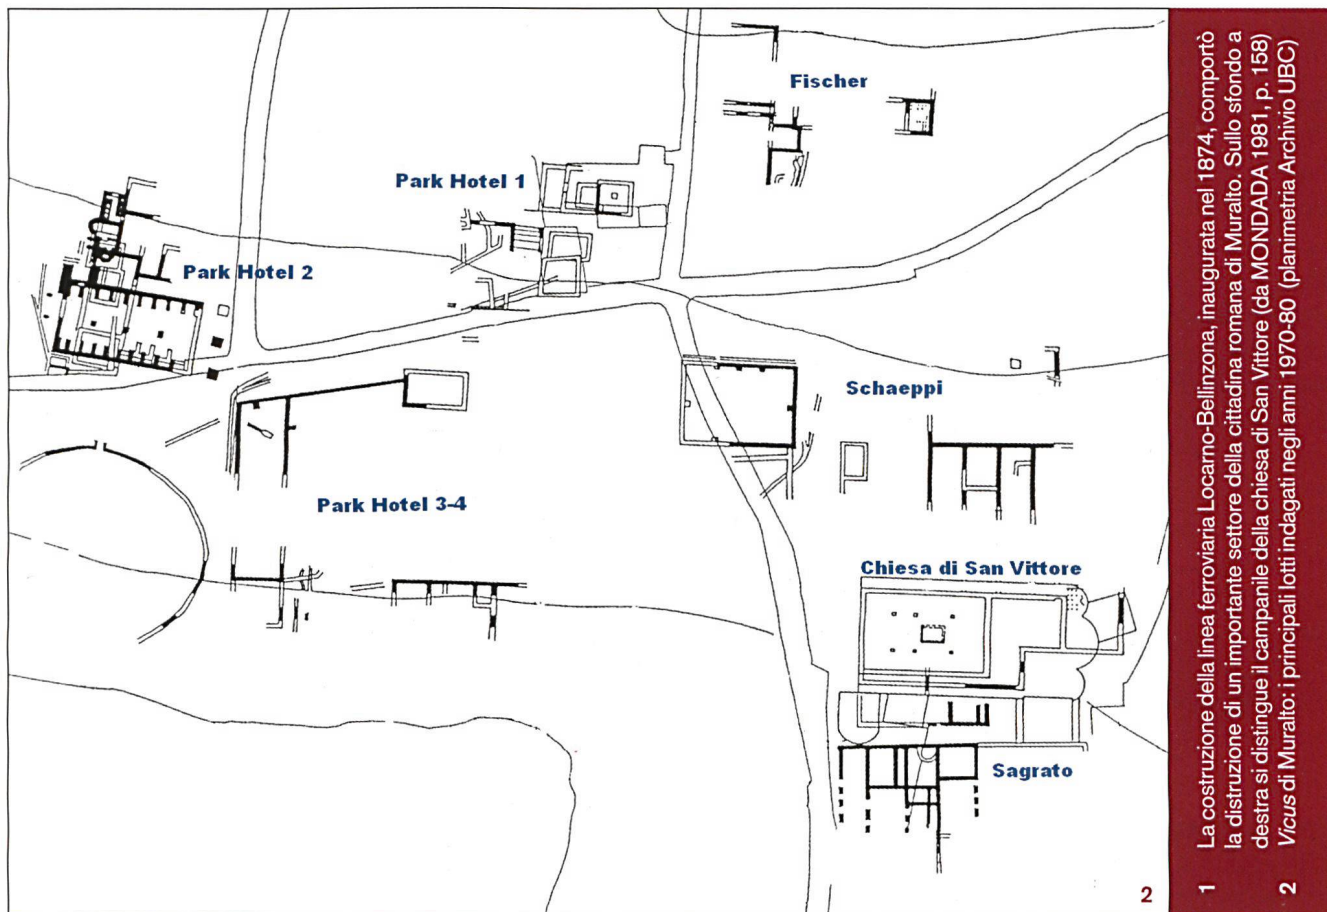 Fischer
Park Hotel 1
Park Hotel 2
Schaeppi
Park Hotel 3-4
Chiesa di San Vittore
Sagrato
2
1 La costruzione della linea ferroviaria Locarno-Bellinzona, inaugurata nel 1874, comportò
la distruzione di un importante settore della cittadina romana di Muralto. Sullo sfondo a
destra si distingue il campanile della chiesa di San Vittore (da MONDADA 1981, p. 158)
2 Vicus di Muralto: i principali lotti indagati negli anni 1970-80 (planimetria Archivio UBC)